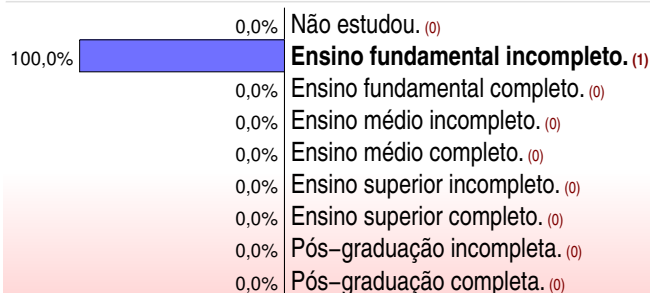 0,0% Não estudou. (0)
100,0% Ensino fundamental incompleto. (1)
0,0% Ensino fundamental completo. (0)
0,0% Ensino médio incompleto. (0)
0,0% Ensino médio completo. (0)
0,0% Ensino superior incompleto. (0)
0,0% Ensino superior completo. (0)
0,0% Pós−graduação incompleta. (0)
0,0% Pós−graduação completa. (0)